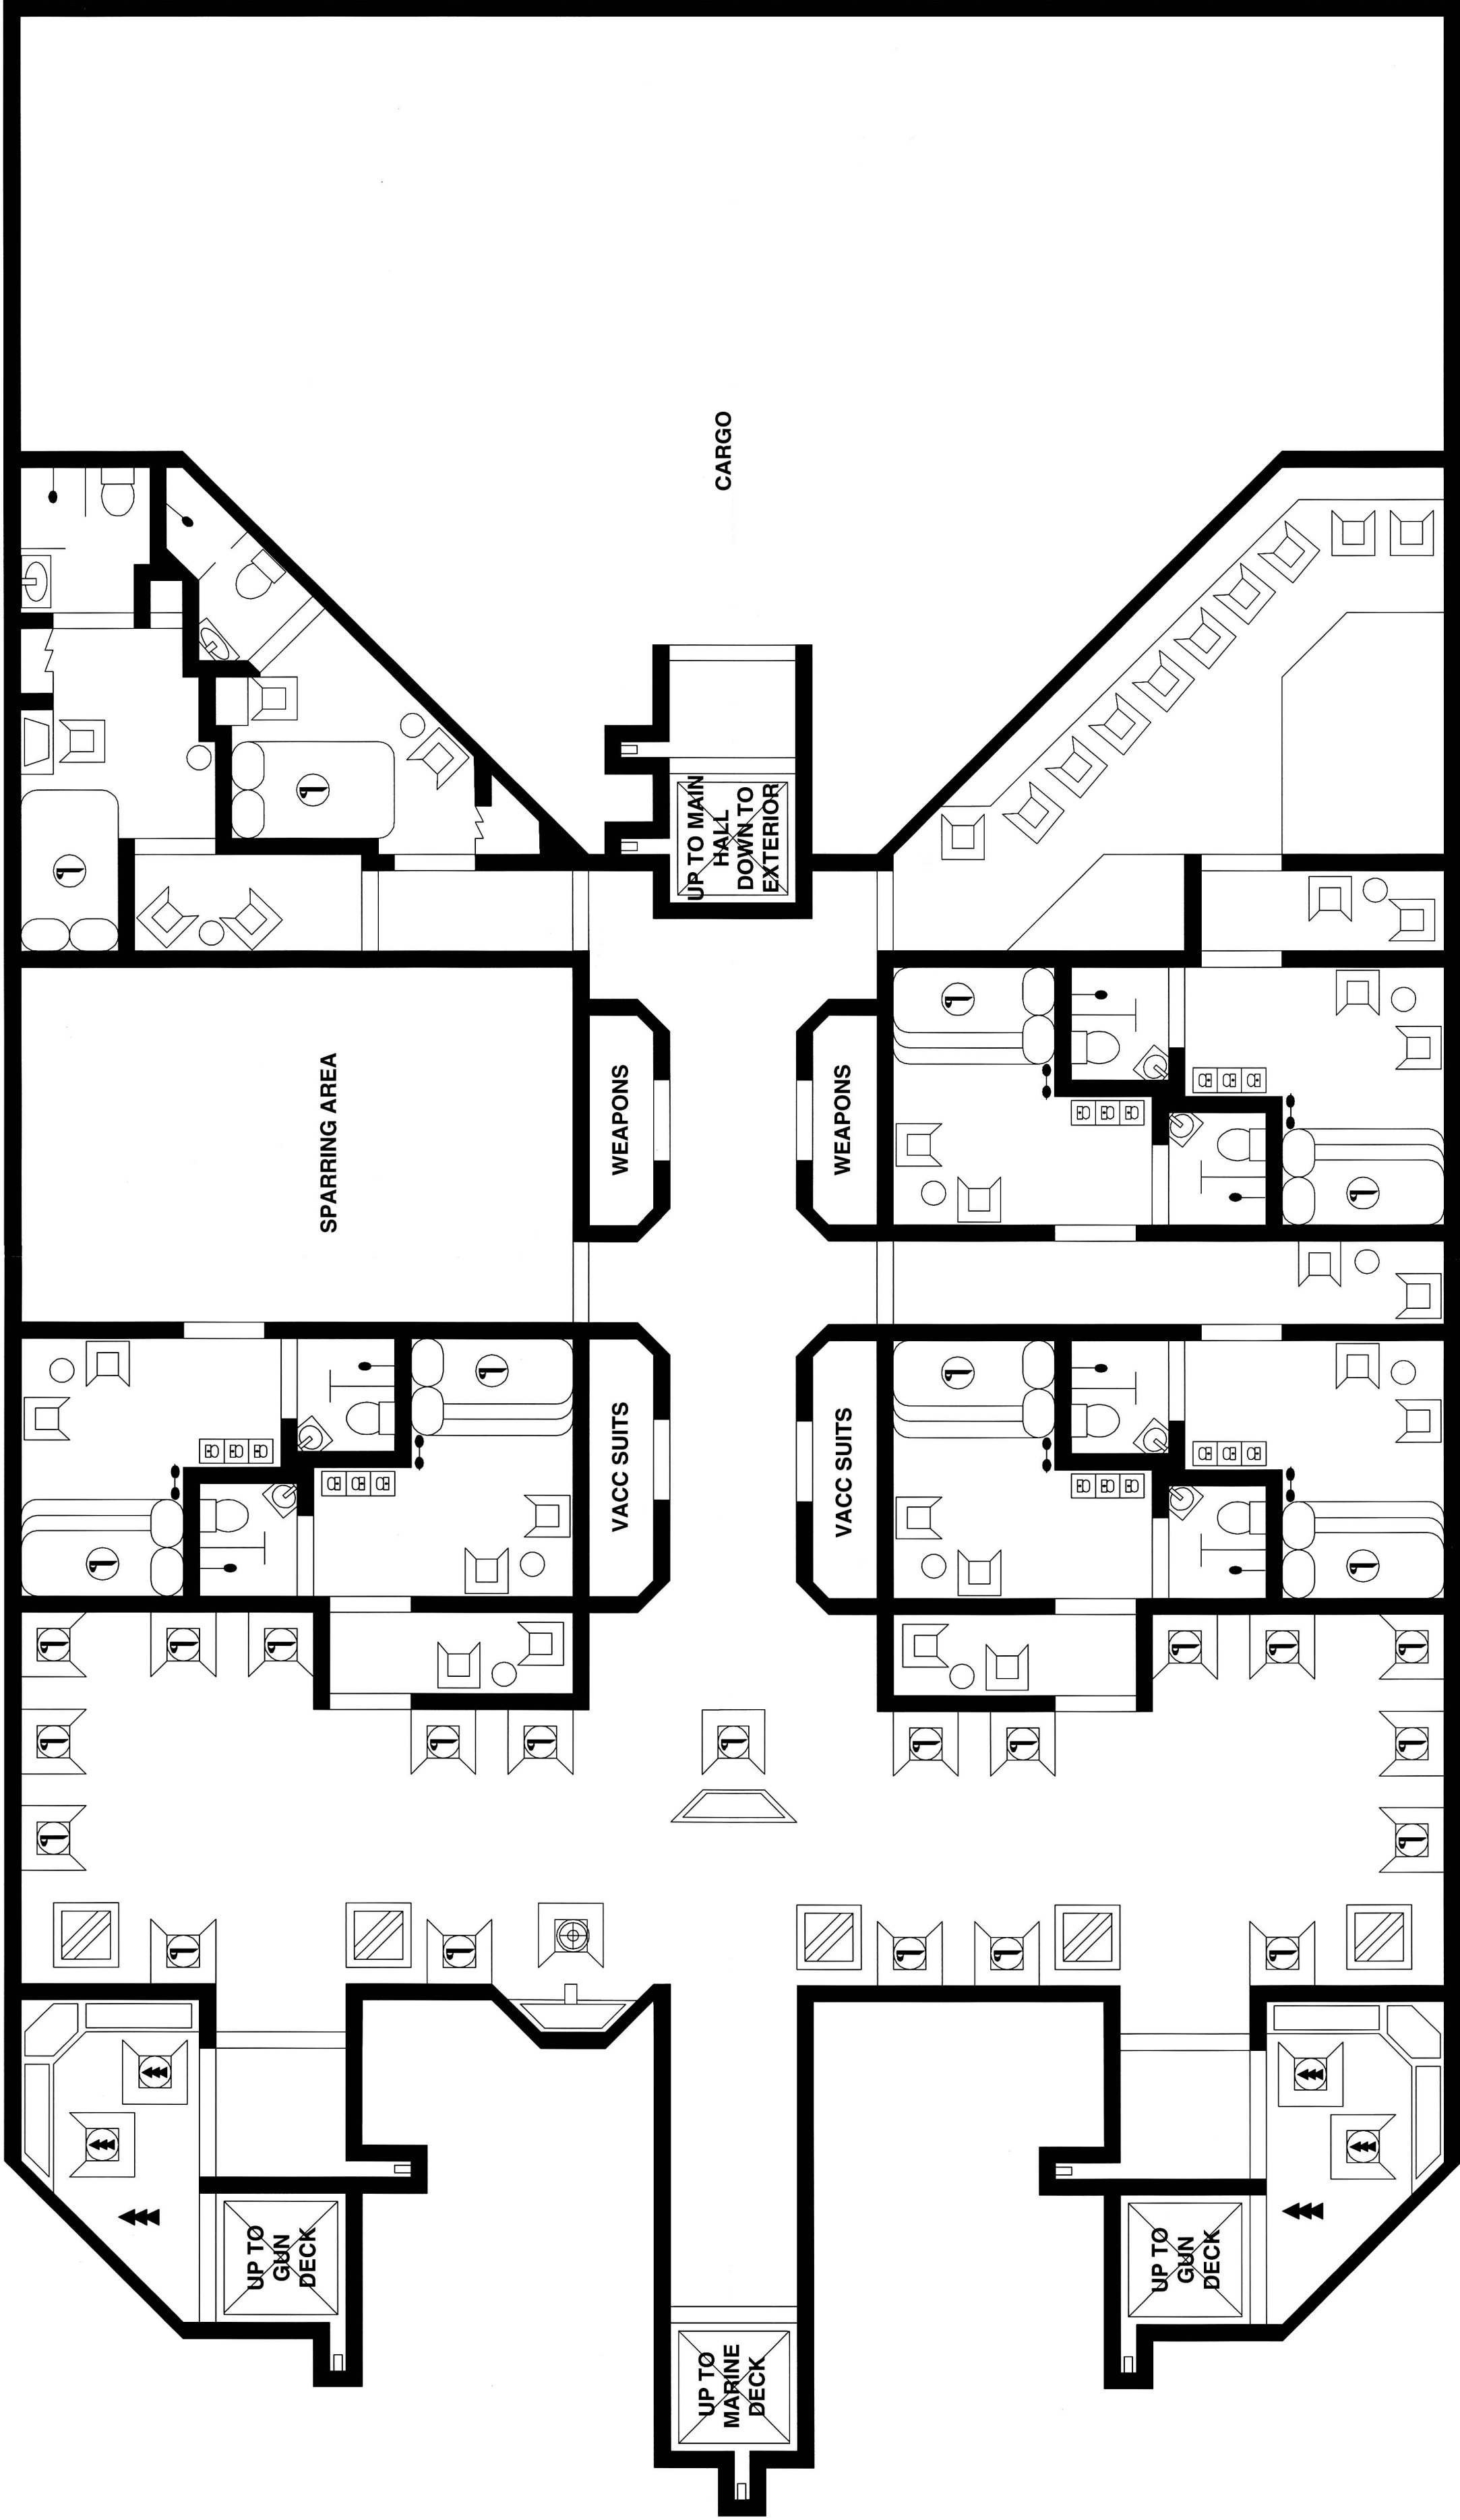 CARGO
UP TO MAIN
HALL
DOWN TO
EXTERIOR
SPARRING AREA
WEAPONS
WEAPONS
VACC SUITS
VACC SUITS
UP TO
GUN
DECK
UP TO
MARINE
DECK
UP TO
GUN
DECK